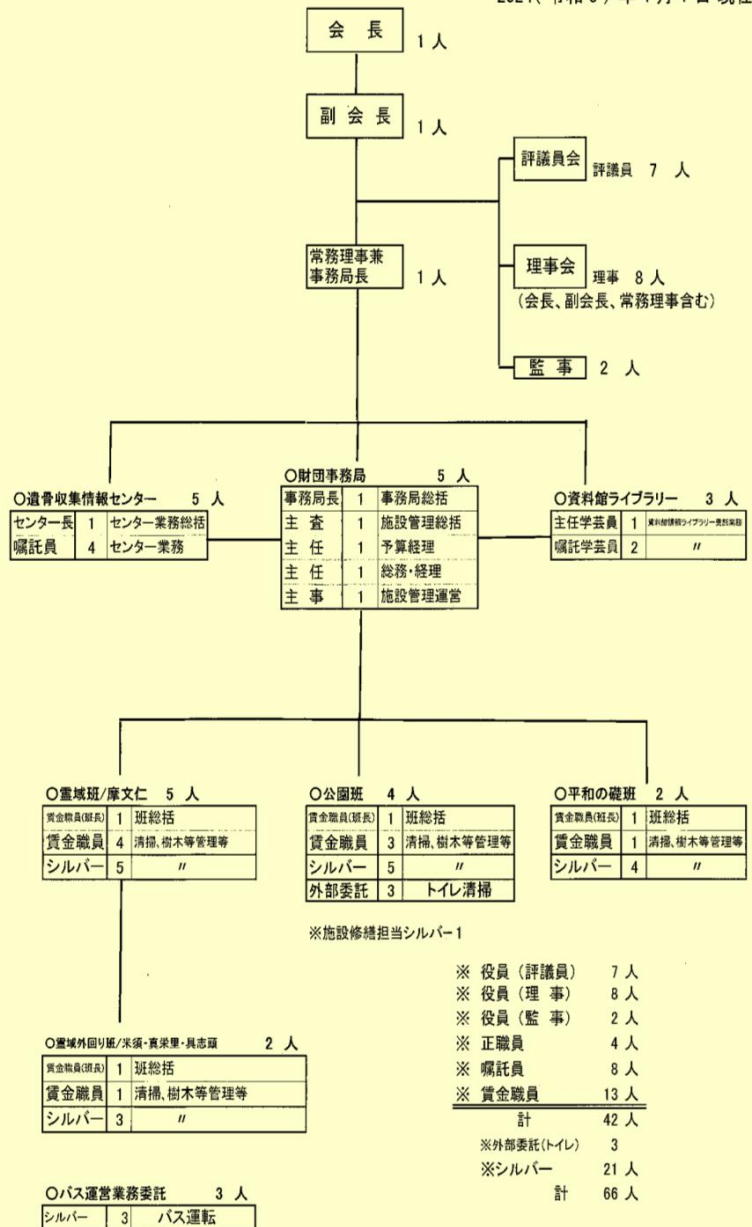 会 長 1 人
副 会 長 1 人
評議員会 評議員 7 人
常務理事兼
事務局長 1 人
理事会 理事 8 人
(会長、副会長、常務理事含む)
監 事 2 人
○遺骨収集情報センター 5 人
センター長 1 センター業務総括
嘱託員 4 センター業務
○財団事務局 5 人
事務局長 1 事務局総括
主 査 1 施設管理総括
主 任 1 予算経理
主 任 1 総務・経理
主 事 1 施設管理運営
○資料館ライブラリー 3 人
主任学芸員 1
嘱託学芸員 2 〃
○霊域班/摩文仁 5 人
賃金職員(班長) 1 班総括
賃金職員 4 清掃、樹木等管理等
シルバー 5 〃
○公園班 4 人
賃金職員(班長) 1 班総括
賃金職員 3 清掃、樹木等管理等
シルバー 5 〃
外部委託 3 トイレ清掃
※施設修繕担当シルバー1
○平和の礎班 2 人
賃金職員(班長) 1 班総括
賃金職員 1 清掃、樹木等管理等
シルバー 4 〃
○霊域外回り班/米須・真栄里・具志頭 2 人
賃金職員(班長) 1 班総括
賃金職員 1 清掃、樹木等管理等
シルバー 3 〃
○バス運営業務委託 3 人
シルバー 3 バス運転
※ 役員(評議員) 7 人
※ 役員(理 事) 8 人
※ 役員(監 事) 2 人
※ 正職員 4 人
※ 嘱託員 8 人
※ 賃金職員 13 人
計 42 人
※外部委託(トイレ) 3
※シルバー 21 人
計 66 人